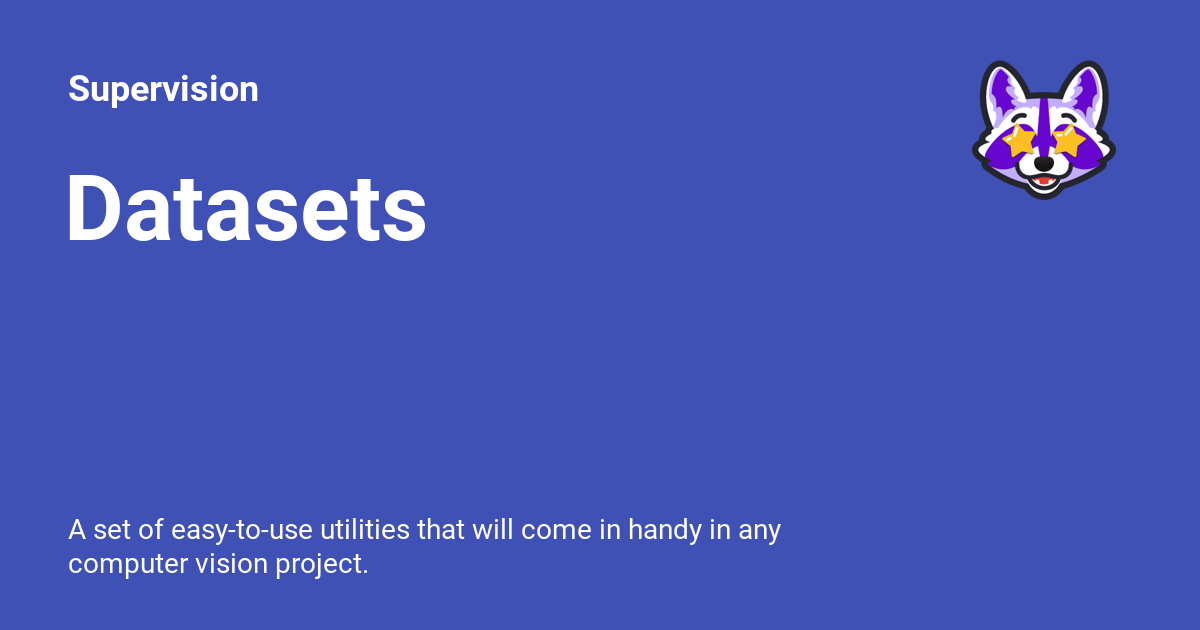 Supervision
Datasets
A set of easy-to-use utilities that will come in handy in any
computer vision project.